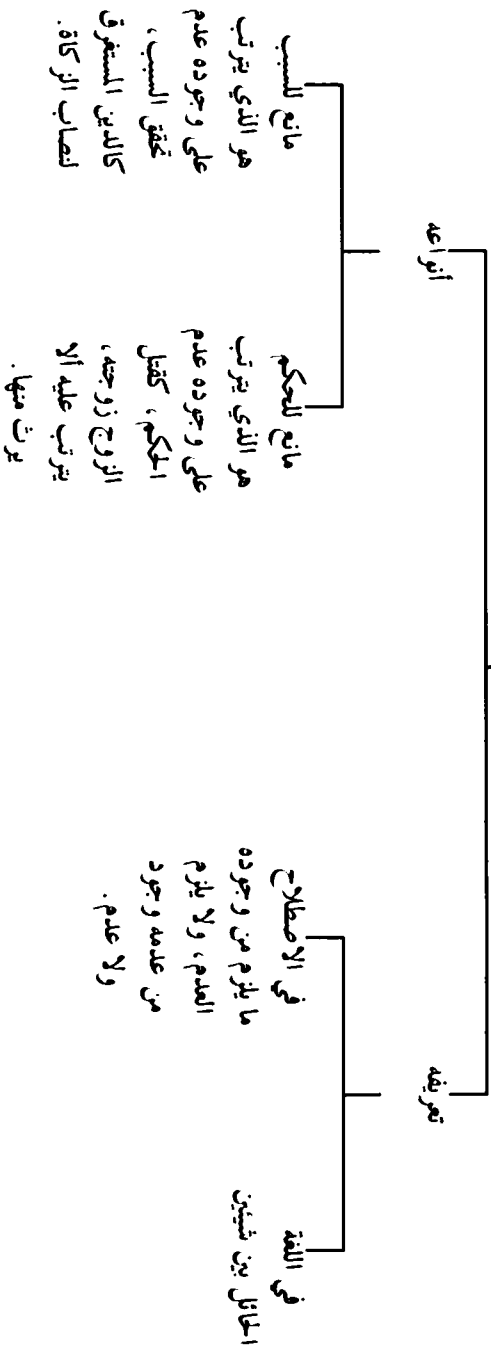 تعريفه
في اللغة
الحائل بين شيئين
في الاصطلاح
ما يلزم من وجوده
العدم، ولا يلزم
من عدمه وجود
ولا عدم.
أنواعه
مانع للحكم
هو الذي يترتب
على وجوده عدم
الحكم، كقتل
الزوج زوجته،
يترتب عليه ألا
يرث منها.
مانع للسبب
هو الذي يترتب
على وجوده عدم
تحقق السبب،
كالدين المستغرق
لنصاب الزكاة.